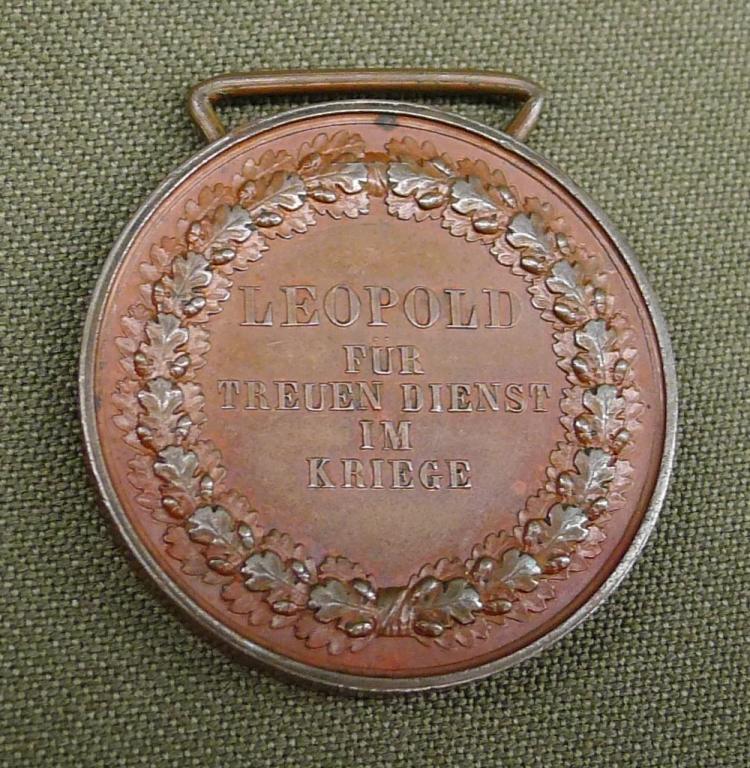 LEOPOLD
FÜR
TREUEN DIENST
IM
KRIEGE